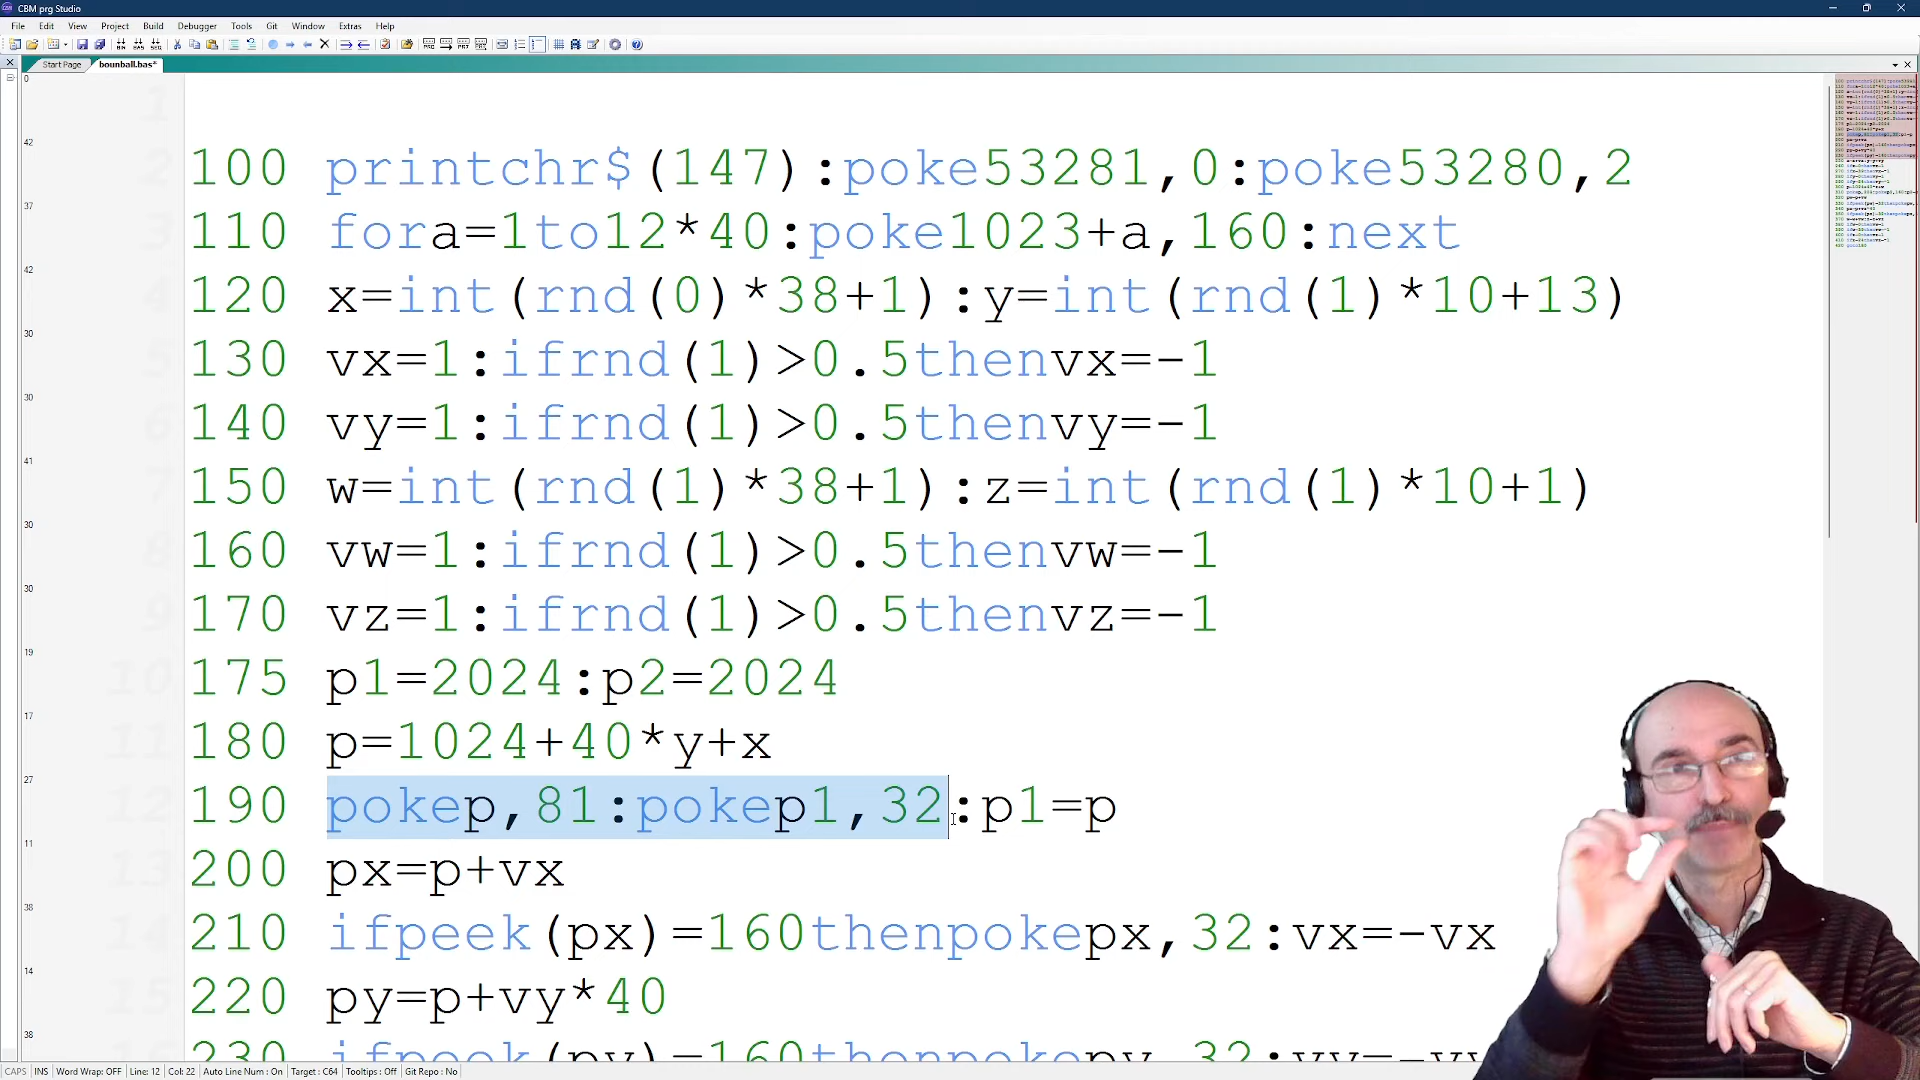 CBM prg Studio
File Edit View Project Build Debugger Tools Git Window Extras Help
Start Page bounball.bas*
100 printchr$(147):poke53281,0:poke53280,2
110 fora=1to12*40:poke1023+a,160:next
120 x=int(rnd(0)*38+1):y=int(rnd(1)*10+13)
130 vx=1:ifrnd(1)>0.5thenvx=-1
140 vy=1:ifrnd(1)>0.5thenvy=-1
150 w=int(rnd(1)*38+1):z=int(rnd(1)*10+1)
160 vw=1:ifrnd(1)>0.5thenvw=-1
170 vz=1:ifrnd(1)>0.5thenvz=-1
175 p1=2024:p2=2024
180 p=1024+40*y+x
190 pokep,81:pokep1,32:p1=p
200 px=p+vx
210 ifpeek(px)=160thenpokepx,32:vx=-vx
220 py=p+vy*40
230 ifpeek(py)=160thenpokepy,32:vy=-vy
CAPS INS Word Wrap: OFF Line: 12 Col: 22 Auto Line Num : On Target : C64 Tooltips : Off Git Repo : No